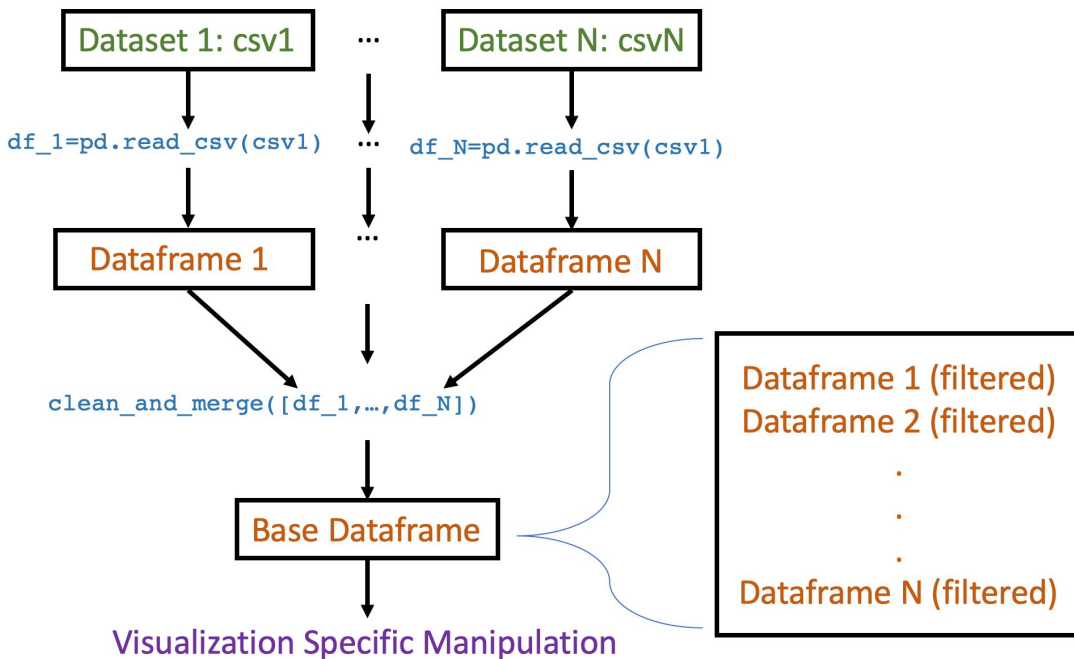 Dataset 1: csv1
...
Dataset N: csvN
df_1=pd.read_csv(csv1)
...
df_N=pd.read_csv(csv1)
Dataframe 1
...
Dataframe N
clean_and_merge([df_1,…,df_N])
Base Dataframe
Visualization Specific Manipulation
Dataframe 1 (filtered)
Dataframe 2 (filtered)
.
.
.
Dataframe N (filtered)